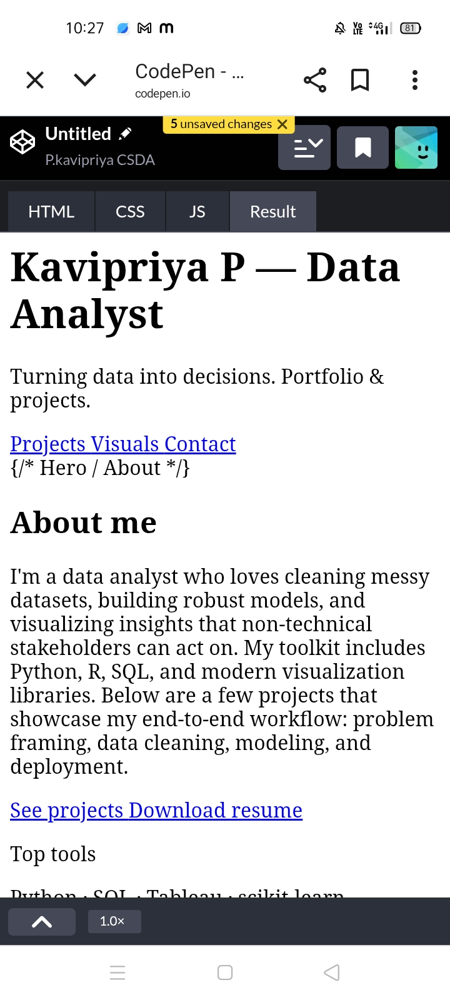 10:27
VoLTE 4G 81
CodePen - ...
codepen.io
5 unsaved changes
Untitled
P.kavipriya CSDA
HTML CSS JS Result
Kavipriya P — Data
Analyst
Turning data into decisions. Portfolio &
projects.
Projects Visuals Contact
{/* Hero / About */}
About me
I'm a data analyst who loves cleaning messy
datasets, building robust models, and
visualizing insights that non-technical
stakeholders can act on. My toolkit includes
Python, R, SQL, and modern visualization
libraries. Below are a few projects that
showcase my end-to-end workflow: problem
framing, data cleaning, modeling, and
deployment.
See projects Download resume
Top tools
Python · SQL · Tableau · scikit-learn
1.0×